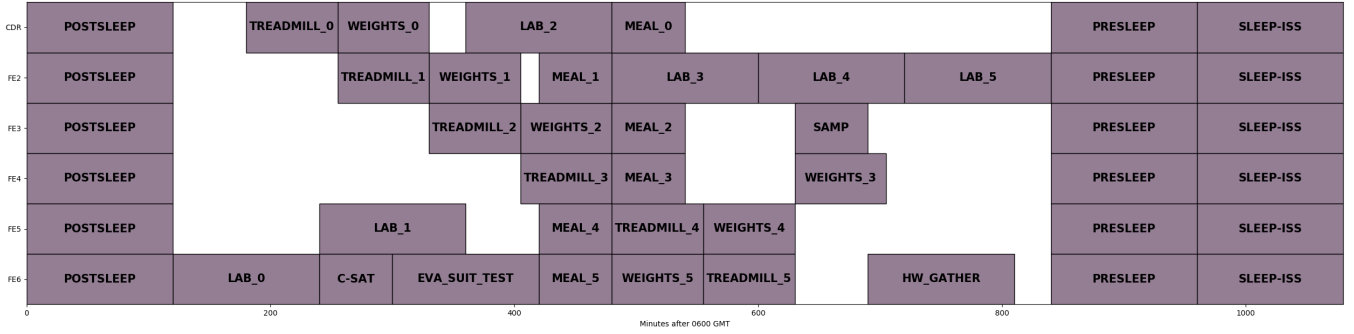 CDR POSTSLEEP TREADMILL_0 WEIGHTS_0 LAB_2 MEAL_0 PRESLEEP SLEEP-ISS
FE2 POSTSLEEP TREADMILL_1 WEIGHTS_1 MEAL_1 LAB_3 LAB_4 LAB_5 PRESLEEP SLEEP-ISS
FE3 POSTSLEEP TREADMILL_2 WEIGHTS_2 MEAL_2 SAMP PRESLEEP SLEEP-ISS
FE4 POSTSLEEP TREADMILL_3 MEAL_3 WEIGHTS_3 PRESLEEP SLEEP-ISS
FE5 POSTSLEEP LAB_1 MEAL_4 TREADMILL_4 WEIGHTS_4 PRESLEEP SLEEP-ISS
FE6 POSTSLEEP LAB_0 C-SAT EVA_SUIT_TEST MEAL_5 WEIGHTS_5 TREADMILL_5 HW_GATHER PRESLEEP SLEEP-ISS
0 200 400 600 800 1000
Minutes after 0600 GMT